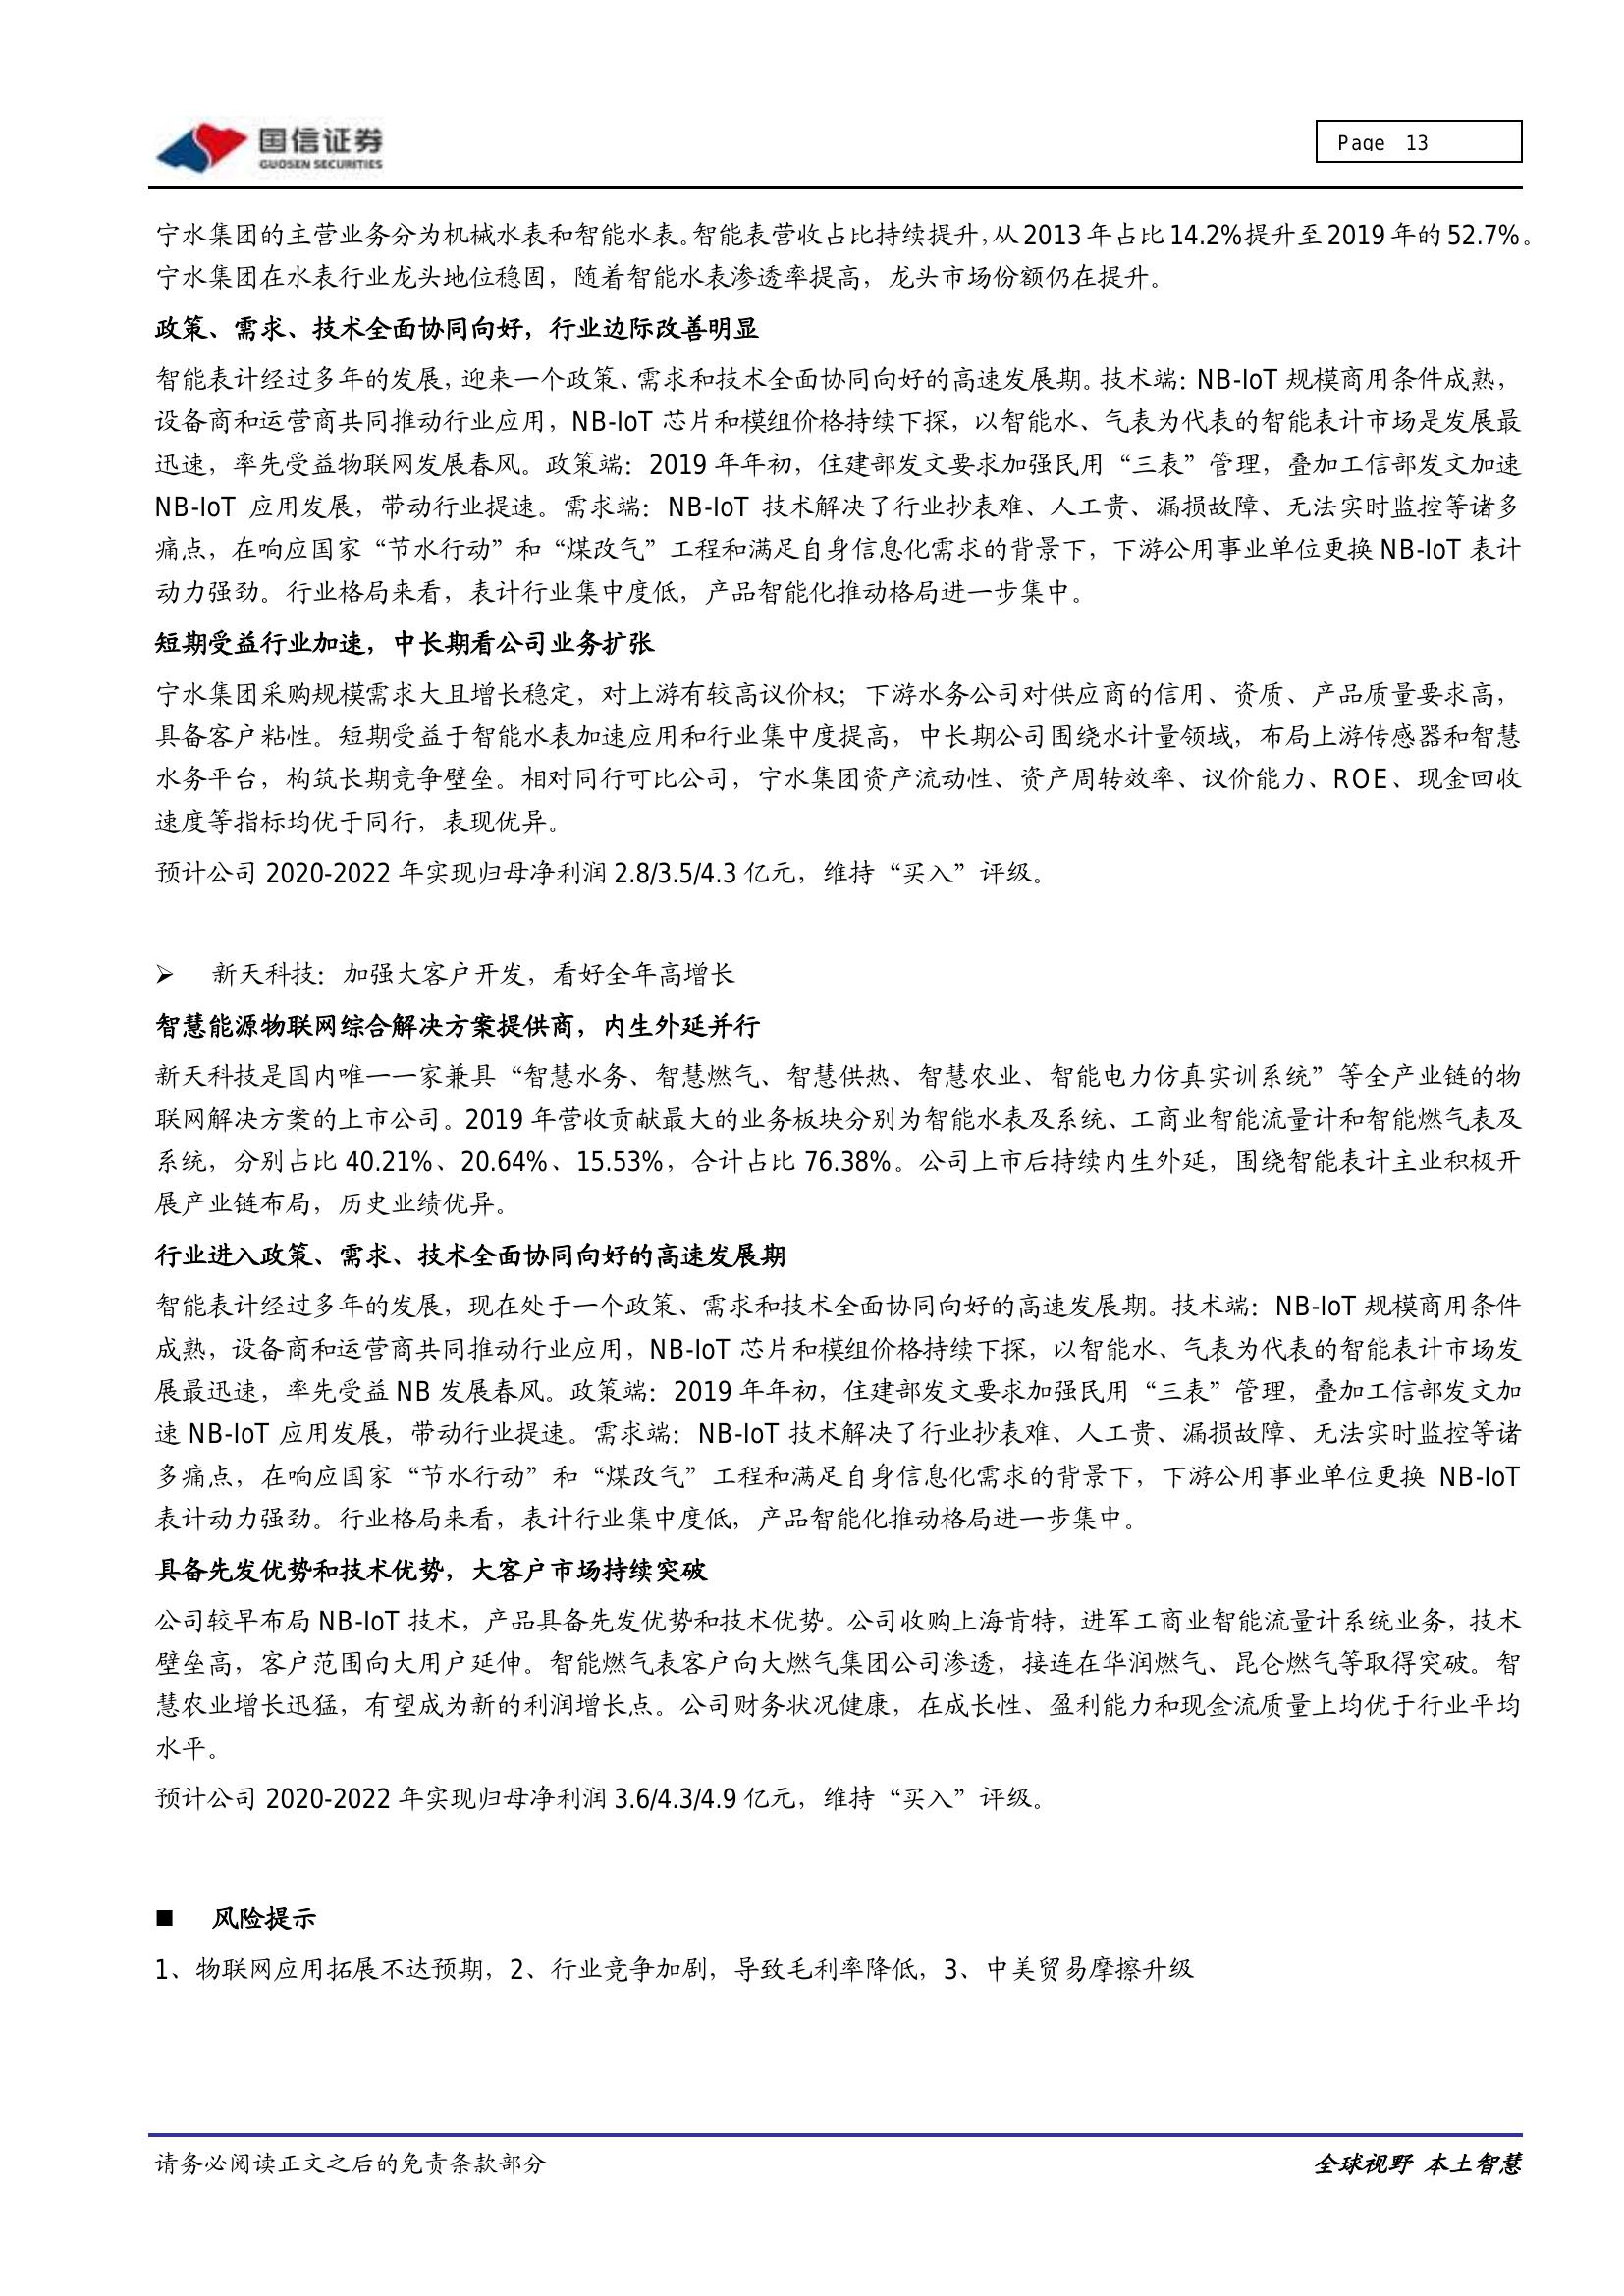 国信证券
GUOSEN SECURITIES
Page 13
宁水集团的主营业务分为机械水表和智能水表。智能表营收占比持续提升，从2013年占比14.2%提升至2019年的52.7%。
宁水集团在水表行业龙头地位稳固，随着智能水表渗透率提高，龙头市场份额仍在提升。
政策、需求、技术全面协同向好，行业边际改善明显
智能表计经过多年的发展，迎来一个政策、需求和技术全面协同向好的高速发展期。技术端：NB-IoT 规模商用条件成熟，
设备商和运营商共同推动行业应用，NB-IoT 芯片和模组价格持续下探，以智能水、气表为代表的智能表计市场是发展最
迅速，率先受益物联网发展春风。政策端：2019 年年初，住建部发文要求加强民用“三表”管理，叠加工信部发文加速
NB-IoT 应用发展，带动行业提速。需求端：NB-IoT 技术解决了行业抄表难、人工贵、漏损故障、无法实时监控等诸多
痛点，在响应国家“节水行动”和“煤改气”工程和满足自身信息化需求的背景下，下游公用事业单位更换 NB-IoT 表计
动力强劲。行业格局来看，表计行业集中度低，产品智能化推动格局进一步集中。
短期受益行业加速，中长期看公司业务扩张
宁水集团采购规模需求大且增长稳定，对上游有较高议价权；下游水务公司对供应商的信用、资质、产品质量要求高，
具备客户粘性。短期受益于智能水表加速应用和行业集中度提高，中长期公司围绕水计量领域，布局上游传感器和智慧
水务平台，构筑长期竞争壁垒。相对同行可比公司，宁水集团资产流动性、资产周转效率、议价能力、ROE、现金回收
速度等指标均优于同行，表现优异。
预计公司 2020-2022 年实现归母净利润 2.8/3.5/4.3 亿元，维持“买入”评级。
➢ 新天科技：加强大客户开发，看好全年高增长
智慧能源物联网综合解决方案提供商，内生外延并行
新天科技是国内唯一一家兼具“智慧水务、智慧燃气、智慧供热、智慧农业、智能电力仿真实训系统”等全产业链的物
联网解决方案的上市公司。2019 年营收贡献最大的业务板块分别为智能水表及系统、工商业智能流量计和智能燃气表及
系统，分别占比 40.21%、20.64%、15.53%，合计占比 76.38%。公司上市后持续内生外延，围绕智能表计主业积极开
展产业链布局，历史业绩优异。
行业进入政策、需求、技术全面协同向好的高速发展期
智能表计经过多年的发展，现在处于一个政策、需求和技术全面协同向好的高速发展期。技术端：NB-IoT 规模商用条件
成熟，设备商和运营商共同推动行业应用，NB-IoT 芯片和模组价格持续下探，以智能水、气表为代表的智能表计市场发
展最迅速，率先受益 NB 发展春风。政策端：2019 年年初，住建部发文要求加强民用“三表”管理，叠加工信部发文加
速 NB-IoT 应用发展，带动行业提速。需求端：NB-IoT 技术解决了行业抄表难、人工贵、漏损故障、无法实时监控等诸
多痛点，在响应国家“节水行动”和“煤改气”工程和满足自身信息化需求的背景下，下游公用事业单位更换 NB-IoT
表计动力强劲。行业格局来看，表计行业集中度低，产品智能化推动格局进一步集中。
具备先发优势和技术优势，大客户市场持续突破
公司较早布局 NB-IoT 技术，产品具备先发优势和技术优势。公司收购上海肯特，进军工商业智能流量计系统业务，技术
壁垒高，客户范围向大用户延伸。智能燃气表客户向大燃气集团公司渗透，接连在华润燃气、昆仑燃气等取得突破。智
慧农业增长迅猛，有望成为新的利润增长点。公司财务状况健康，在成长性、盈利能力和现金流质量上均优于行业平均
水平。
预计公司 2020-2022 年实现归母净利润 3.6/4.3/4.9 亿元，维持“买入”评级。
■ 风险提示
1、物联网应用拓展不达预期，2、行业竞争加剧，导致毛利率降低，3、中美贸易摩擦升级
请务必阅读正文之后的免责条款部分
全球视野 本土智慧